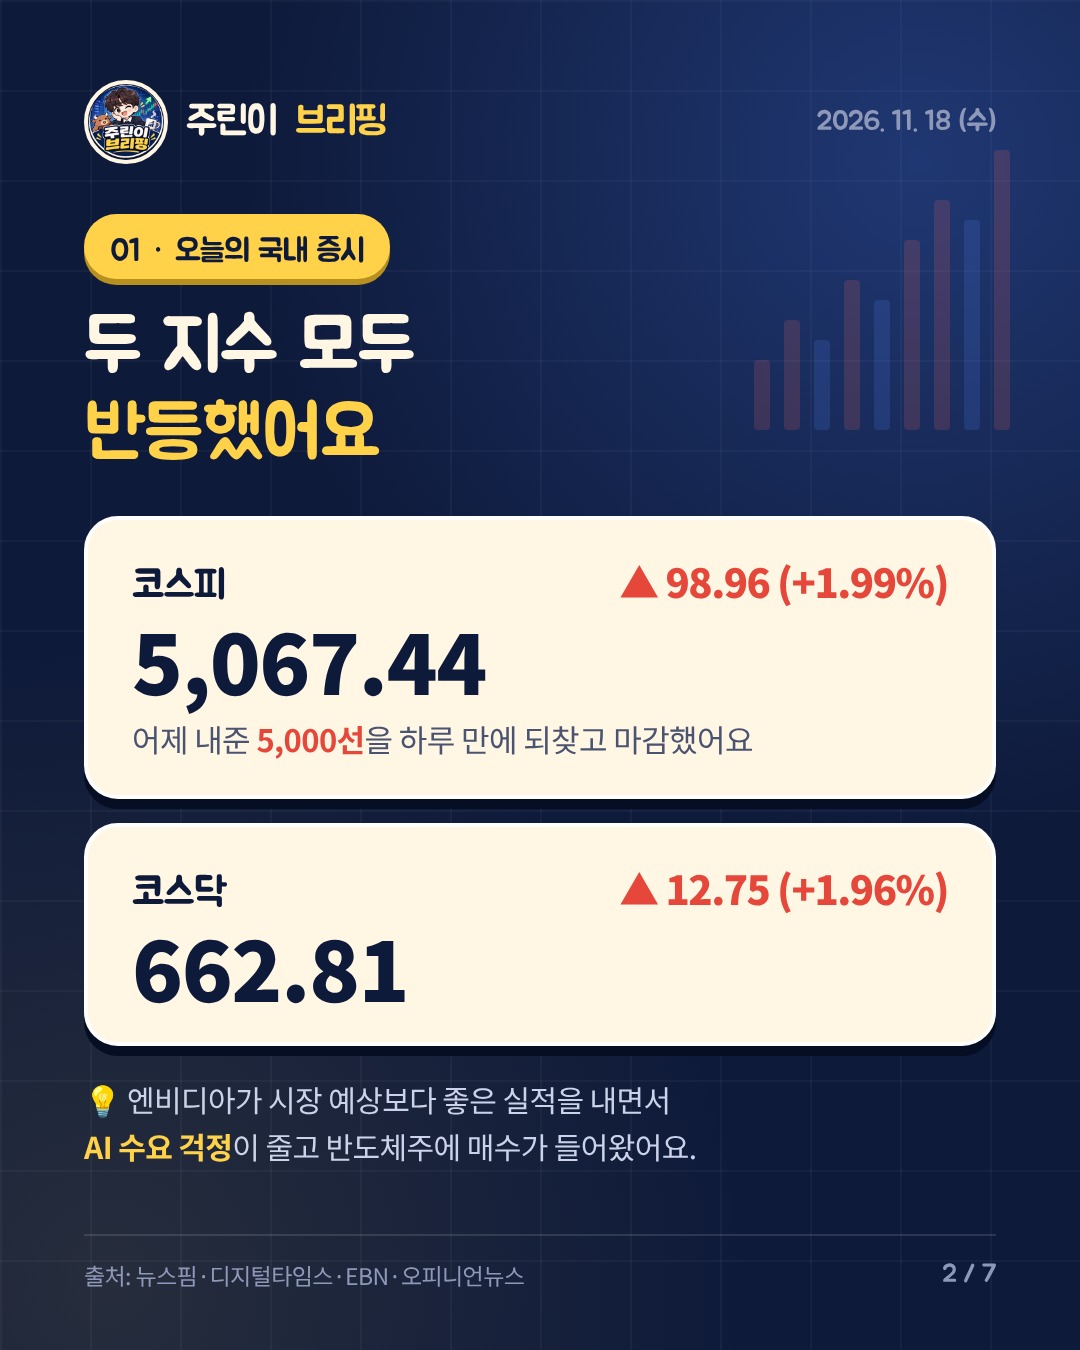 주린이 브리핑
주린이 브리핑
2026. 11. 18 (수)
01 · 오늘의 국내 증시
두 지수 모두
반등했어요
코스피
▲ 98.96 (+1.99%)
5,067.44
어제 내준 5,000선을 하루 만에 되찾고 마감했어요
코스닥
▲ 12.75 (+1.96%)
662.81
💡 엔비디아가 시장 예상보다 좋은 실적을 내면서
AI 수요 걱정이 줄고 반도체주에 매수가 들어왔어요.
출처: 뉴스핌·디지털타임스·EBN·오피니언뉴스
2 / 7